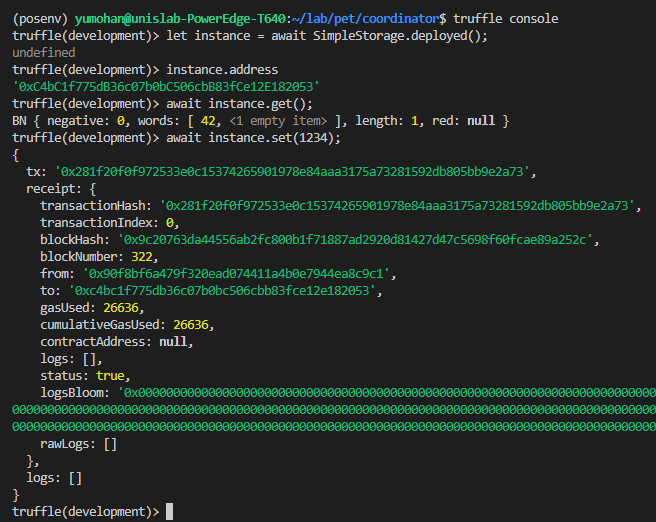 (posenv) yumohan@unislab-PowerEdge-T640:~/lab/pet/coordinator$ truffle console
truffle(development)> let instance = await SimpleStorage.deployed();
undefined
truffle(development)> instance.address
'0xC4bC1f775dB36c07b0bC506cbB83fCe12E182053'
truffle(development)> await instance.get();
BN { negative: 0, words: [ 42, <1 empty item> ], length: 1, red: null }
truffle(development)> await instance.set(1234);
{
  tx: '0x281f20f0f972533e0c15374265901978e84aaa3175a73281592db805bb9e2a73',
  receipt: {
    transactionHash: '0x281f20f0f972533e0c15374265901978e84aaa3175a73281592db805bb9e2a73',
    transactionIndex: 0,
    blockHash: '0x9c20763da44556ab2fc800b1f71887ad2920d81427d47c5698f60fcae89a252c',
    blockNumber: 322,
    from: '0x90f8bf6a479f320ead074411a4b0e7944ea8c9c1',
    to: '0xc4bc1f775db36c07b0bc506cbb83fce12e182053',
    gasUsed: 26636,
    cumulativeGasUsed: 26636,
    contractAddress: null,
    logs: [],
    status: true,
    logsBloom: '0x00000000000000000000000000000000000000000000000000000000000000000000000000
00000000000000000000000000000000000000000000000000000000000000000000000000000000000000000000
00000000000000000000000000000000000000000000000000000000000000000000000000000000000000000000
    rawLogs: []
  },
  logs: []
}
truffle(development)>